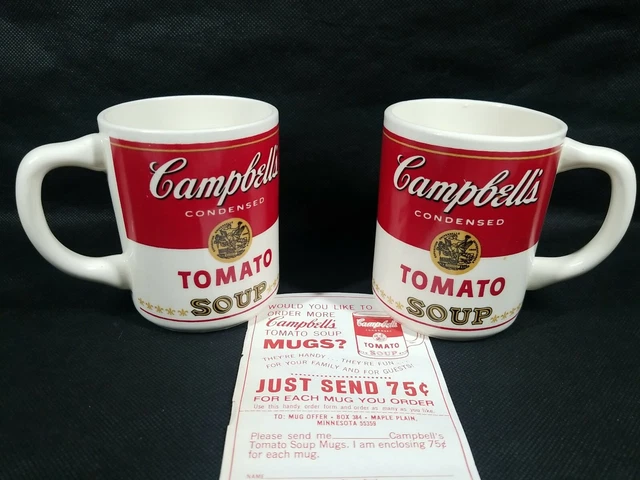 Campbell's
CONDENSED
TOMATO
SOUP
Campbell's
CONDENSED
TOMATO
SOUP
WOULD YOU LIKE TO
ORDER MORE
Campbell's
TOMATO SOUP
MUGS?
Campbell's
TOMATO
SOUP
THEY'RE HANDY... THEY'RE FUN...
FOR YOUR FAMILY AND FOR GUESTS!
JUST SEND 75¢
FOR EACH MUG YOU ORDER
Use this handy order form and order as many as you like.
TO: MUG OFFER • BOX 384 • MAPLE PLAIN,
MINNESOTA 55359
Please send me Campbell's
Tomato Soup Mugs. I am enclosing 75¢
for each mug.
NAME